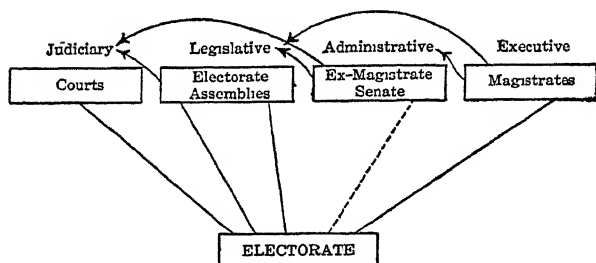 Judiciary Legislative Administrative Executive
Courts
Electorate
Assemblies
Ex-Magistrate
Senate
Magistrates
ELECTORATE